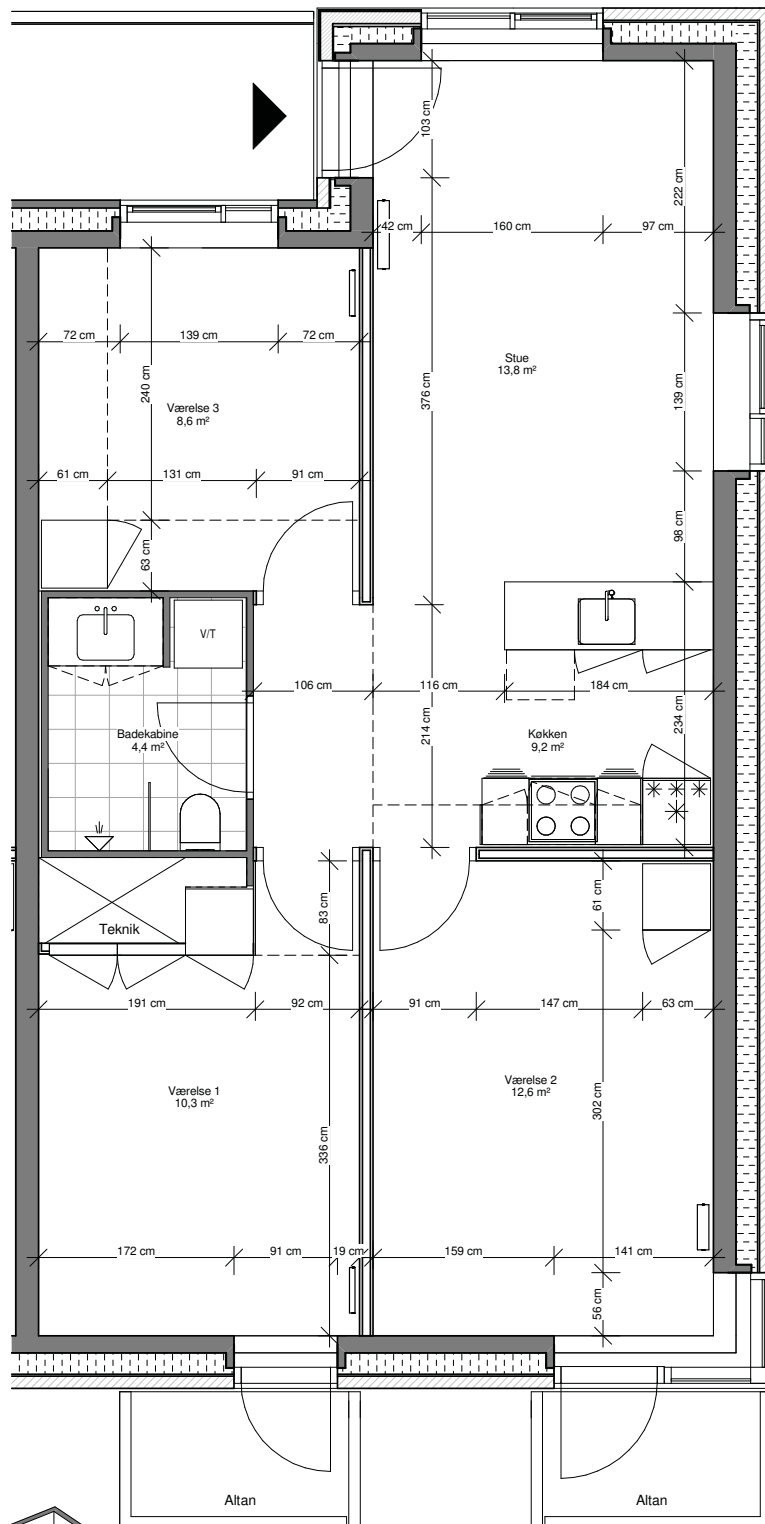 103 cm
222 cm
42 cm
160 cm
97 cm
72 cm
139 cm
72 cm
Stue
13,8 m²
240 cm
376 cm
139 cm
Værelse 3
8,6 m²
61 cm
131 cm
91 cm
98 cm
63 cm
V/T
106 cm
116 cm
184 cm
Badekabine
4,4 m²
214 cm
Køkken
9,2 m²
234 cm
83 cm
61 cm
Teknik
191 cm
92 cm
91 cm
147 cm
63 cm
Værelse 1
10,3 m²
Værelse 2
12,6 m²
302 cm
336 cm
172 cm
91 cm
19 cm
159 cm
141 cm
56 cm
Altan
Altan